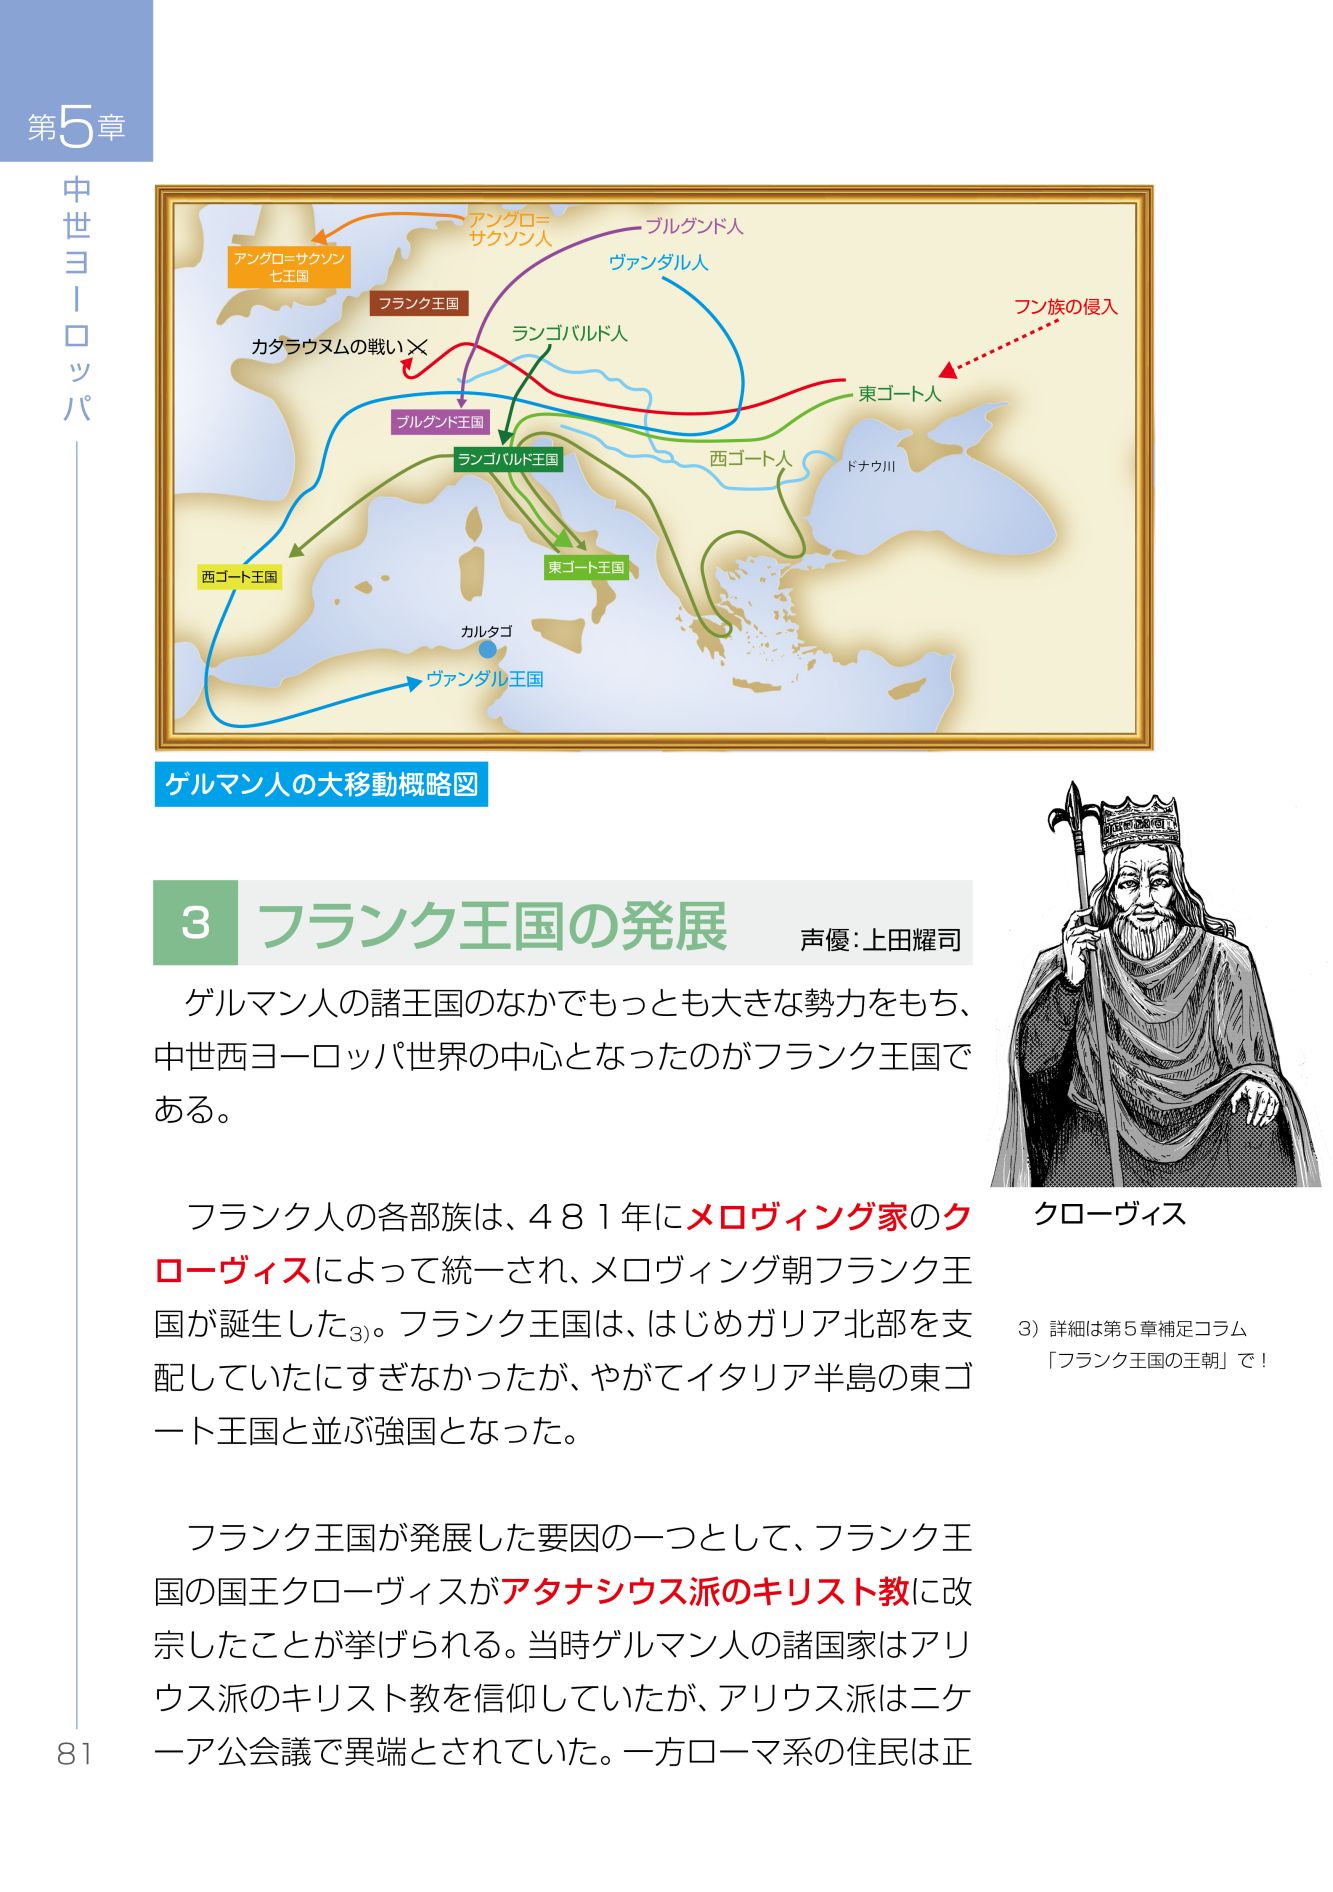 第5章
中世ヨーロッパ
アングロ=
サクソン人
ブルグンド人
ヴァンダル人
アングロ=サクソン
七王国
フランク王国
フン族の侵入
カタラウヌムの戦い
ランゴバルド人
東ゴート人
ブルグンド王国
ランゴバルド王国
西ゴート人
ドナウ川
西ゴート王国
東ゴート王国
カルタゴ
ヴァンダル王国
ゲルマン人の大移動概略図
3 フランク王国の発展 声優:上田耀司
ゲルマン人の諸王国のなかでもっとも大きな勢力をもち、
中世西ヨーロッパ世界の中心となったのがフランク王国で
ある。
フランク人の各部族は、481年にメロヴィング家のク
ローヴィスによって統一され、メロヴィング朝フランク王
国が誕生した3)。フランク王国は、はじめガリア北部を支
配していたにすぎなかったが、やがてイタリア半島の東ゴ
ート王国と並ぶ強国となった。
フランク王国が発展した要因の一つとして、フランク王
国の国王クローヴィスがアタナシウス派のキリスト教に改
宗したことが挙げられる。当時ゲルマン人の諸国家はアリ
ウス派のキリスト教を信仰していたが、アリウス派はニケ
ーア公会議で異端とされていた。一方ローマ系の住民は正
クローヴィス
3) 詳細は第5章補足コラム
「フランク王国の王朝」で!
81